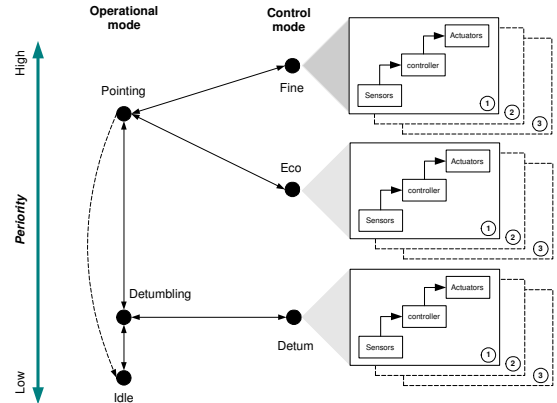 Operational
mode
Control
mode
High
Periority
Low
Pointing
Detumbling
Idle
Fine
Eco
Detum
Actuators
controller
Sensors
1
2
3
Actuators
controller
Sensors
1
2
3
Actuators
controller
Sensors
1
2
3